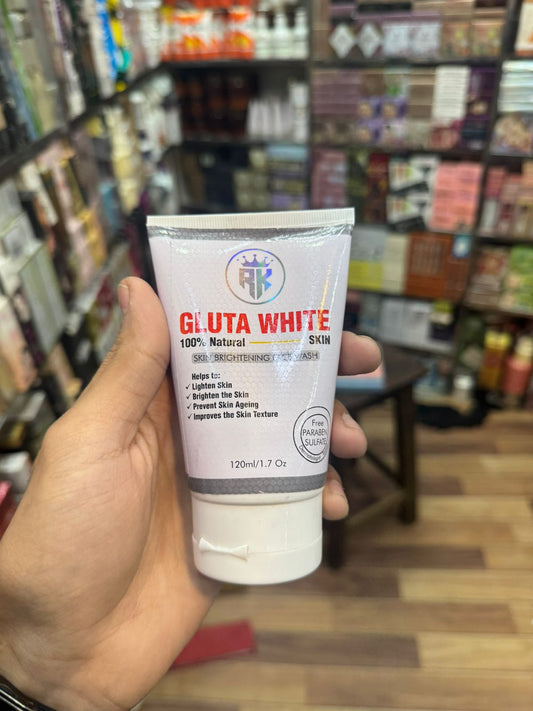 RK
GLUTA WHITE
100% Natural SKIN
SKIN BRIGHTENING FACE WASH
Helps to:
✓ Lighten Skin
✓ Brighten the Skin
✓ Prevent Skin Ageing
✓ Improves the Skin Texture
Free
PARABEN
SULFATE
120ml/1.7 Oz